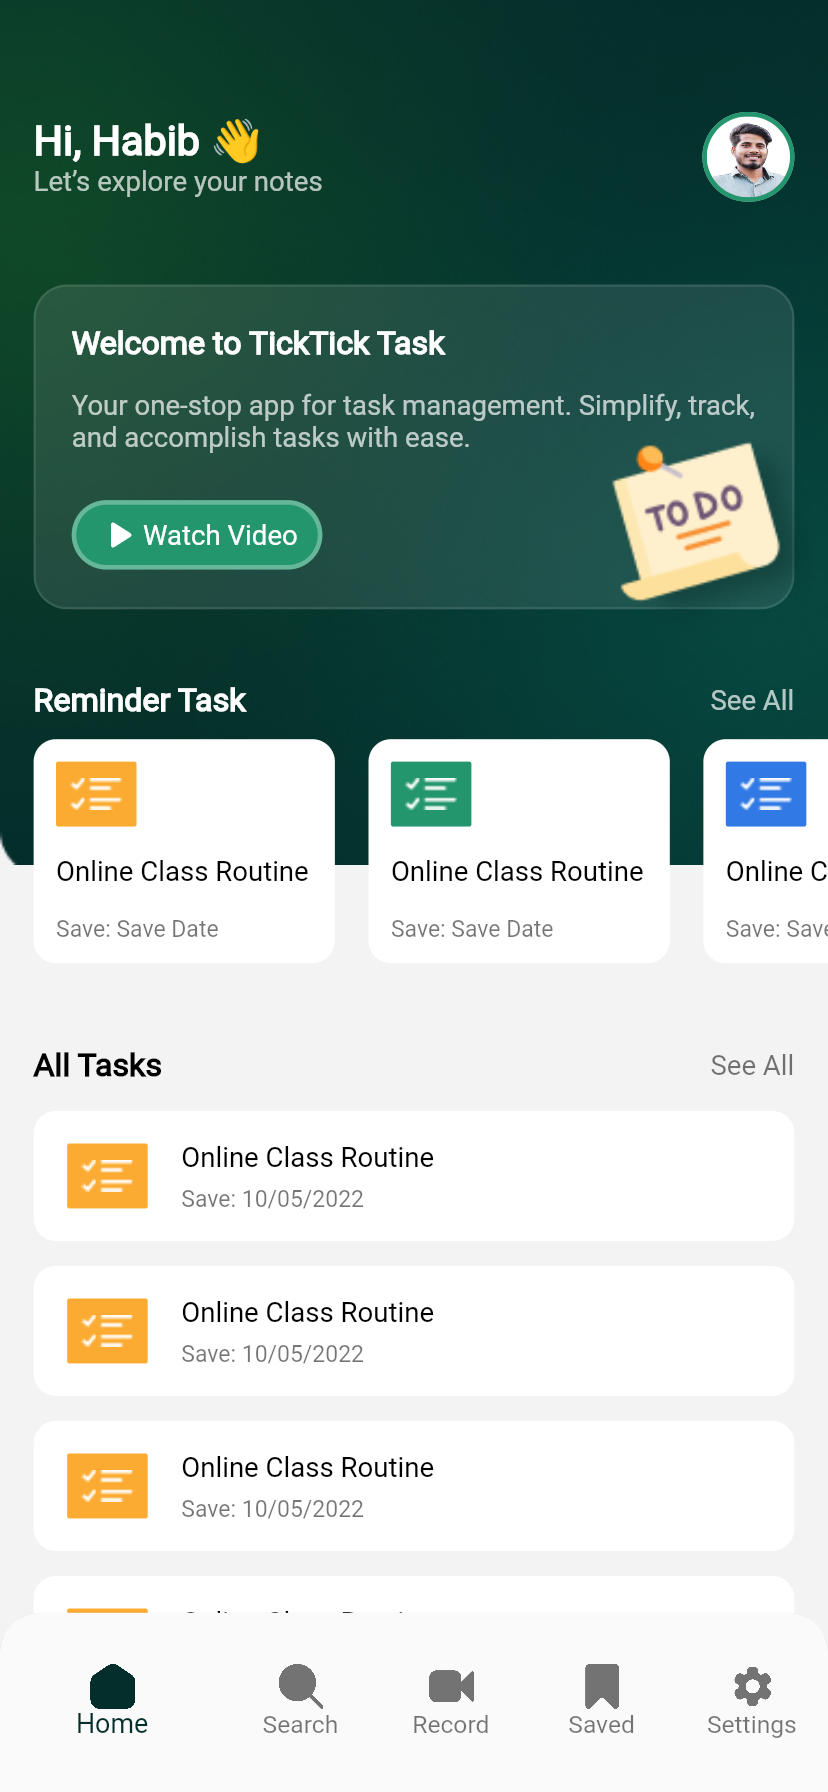 Hi, Habib 👋
Let’s explore your notes
Welcome to TickTick Task
Your one-stop app for task management. Simplify, track,
and accomplish tasks with ease.
TO DO
Watch Video
Reminder Task
See All
Online Class Routine
Save: Save Date
Online Class Routine
Save: Save Date
Online C
Save: Save
All Tasks
See All
Online Class Routine
Save: 10/05/2022
Online Class Routine
Save: 10/05/2022
Online Class Routine
Save: 10/05/2022
Home
Search
Record
Saved
Settings